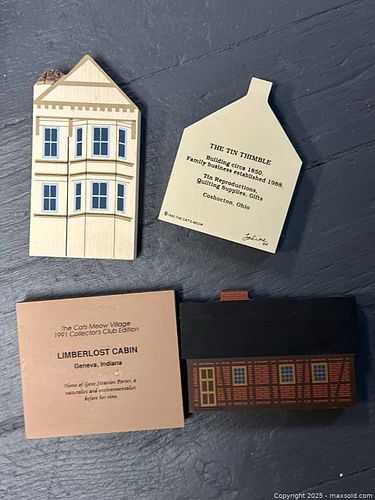 THE TIN THIMBLE
Building circa 1850.
Family business established 1988.
Tin Reproductions,
Quilting Supplies, Gifts
Coshocton, Ohio
© 1993 THE CATS MEOW
Faline
The Cats Meow Village
1991 Collector's Club Edition
LIMBERLOST CABIN
Geneva, Indiana
Home of Gene Stratton Porter, a
naturalist and environmentalist
before her time.
Copyright 2025 - maxsold.com